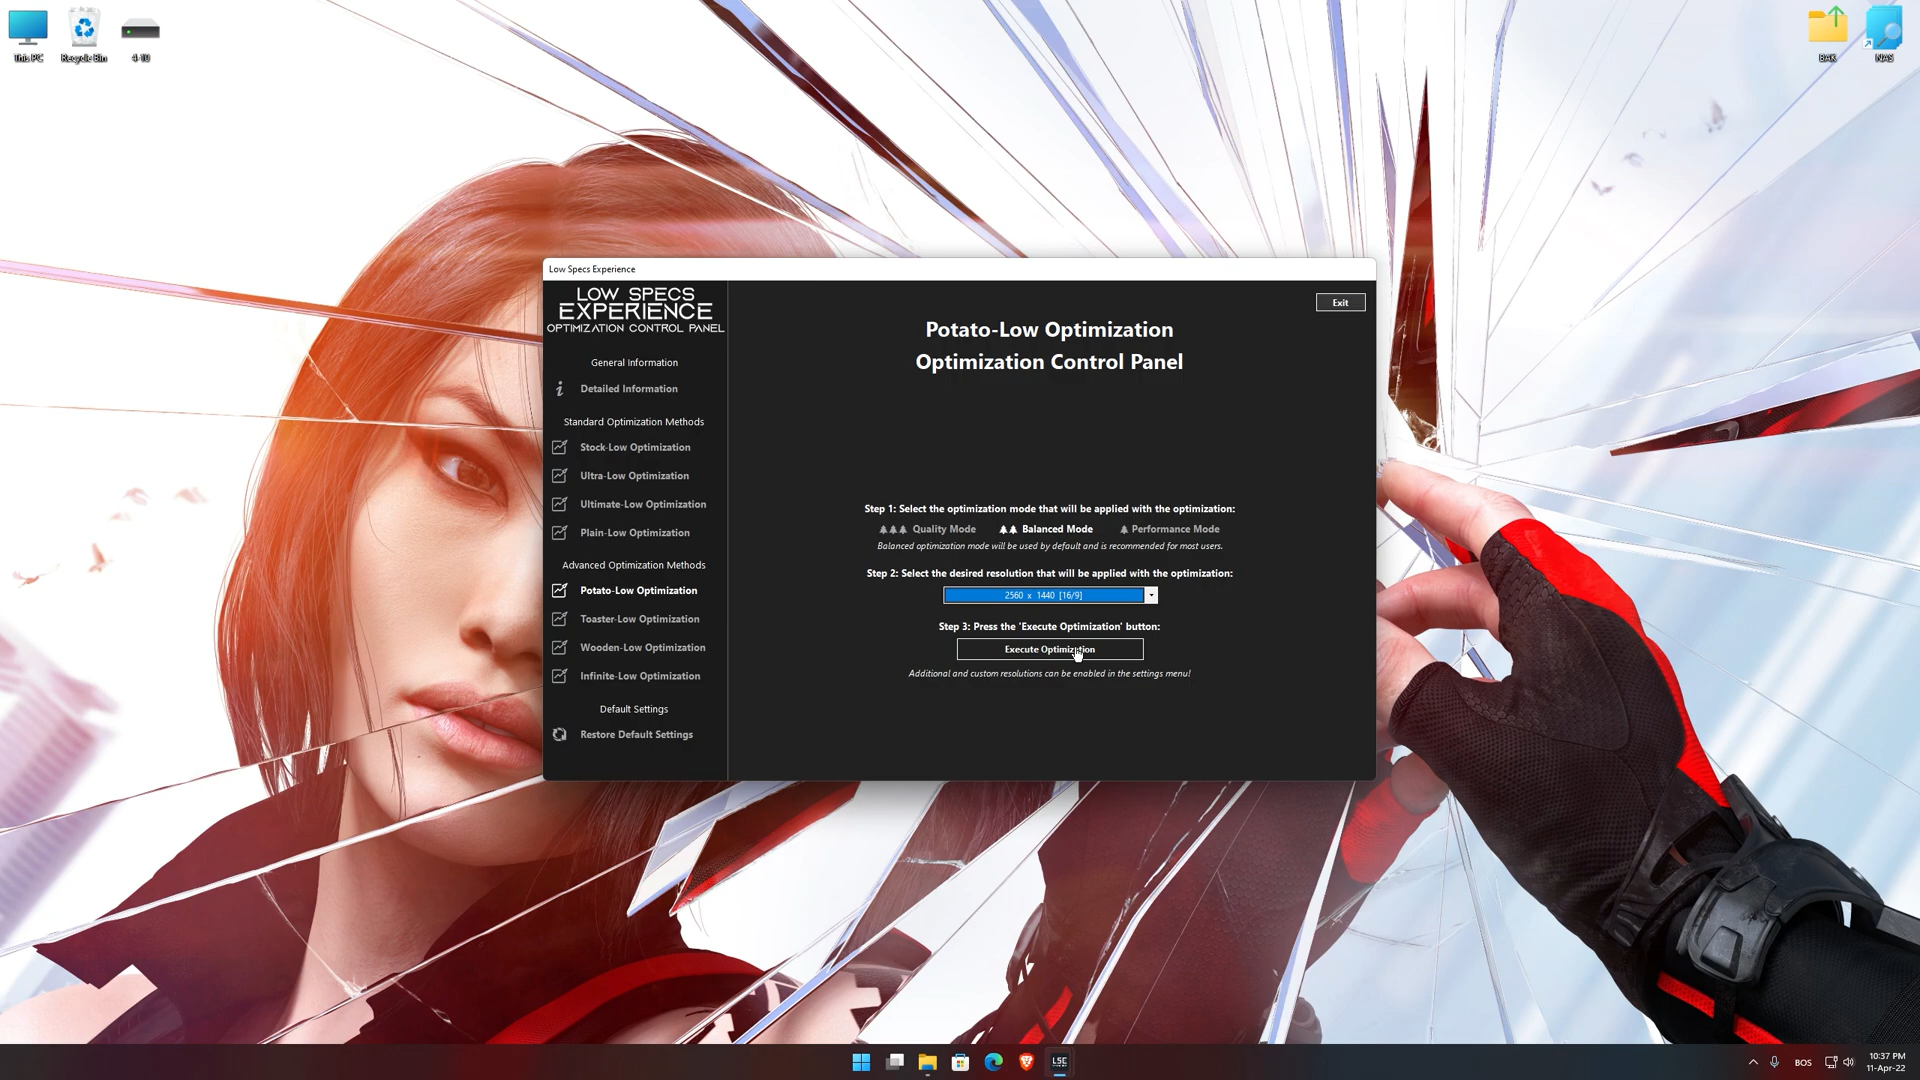 This PC
Recycle Bin
4-10
BAK
NAS
Low Specs Experience
LOW SPECS
EXPERIENCE
OPTIMIZATION CONTROL PANEL
General Information
Detailed Information
Standard Optimization Methods
Stock-Low Optimization
Ultra-Low Optimization
Ultimate-Low Optimization
Plain-Low Optimization
Advanced Optimization Methods
Potato-Low Optimization
Toaster-Low Optimization
Wooden-Low Optimization
Infinite-Low Optimization
Default Settings
Restore Default Settings
Exit
Potato-Low Optimization
Optimization Control Panel
Step 1: Select the optimization mode that will be applied with the optimization:
Quality Mode Balanced Mode Performance Mode
Balanced optimization mode will be used by default and is recommended for most users.
Step 2: Select the desired resolution that will be applied with the optimization:
2560 x 1440 [16/9]
Step 3: Press the 'Execute Optimization' button:
Execute Optimization
Additional and custom resolutions can be enabled in the settings menu!
LSE
BOS
10:37 PM
11-Apr-22